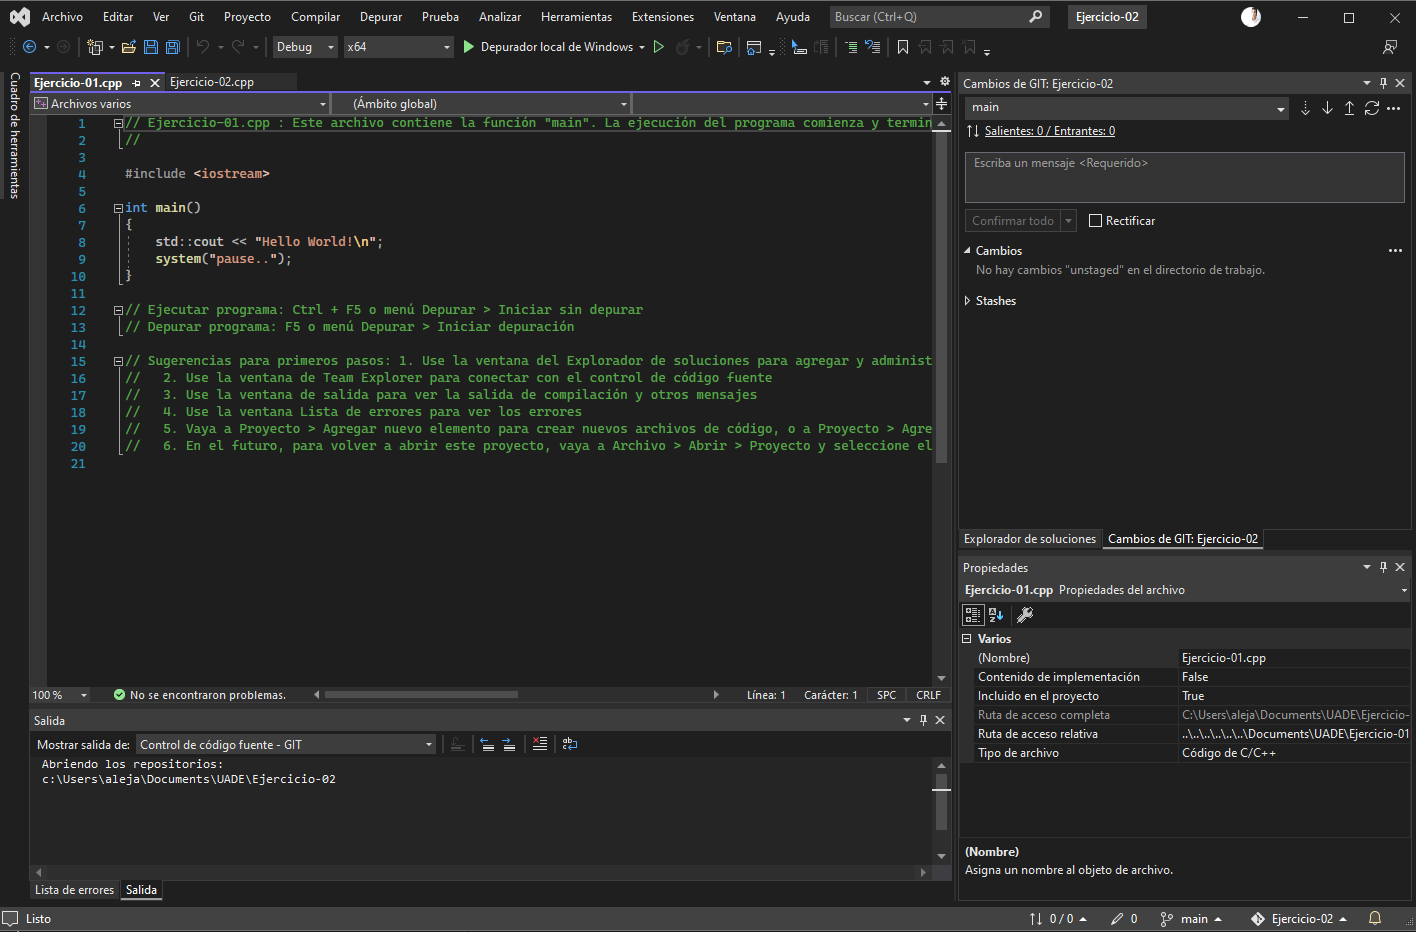 Archivo Editar Ver Git Proyecto Compilar Depurar Prueba Analizar Herramientas Extensiones Ventana Ayuda Buscar (Ctrl+Q) Ejercicio-02
Debug x64 Depurador local de Windows
Cuadro de herramientas
Ejercicio-01.cpp Ejercicio-02.cpp
Archivos varios (Ámbito global)
1 // Ejercicio-01.cpp : Este archivo contiene la función "main". La ejecución del programa comienza y termin
2 //
3
4 #include <iostream>
5
6 int main()
7 {
8 std::cout << "Hello World!\n";
9 system("pause..");
10 }
11
12 // Ejecutar programa: Ctrl + F5 o menú Depurar > Iniciar sin depurar
13 // Depurar programa: F5 o menú Depurar > Iniciar depuración
14
15 // Sugerencias para primeros pasos: 1. Use la ventana del Explorador de soluciones para agregar y administ
16 //   2. Use la ventana de Team Explorer para conectar con el control de código fuente
17 //   3. Use la ventana de salida para ver la salida de compilación y otros mensajes
18 //   4. Use la ventana Lista de errores para ver los errores
19 //   5. Vaya a Proyecto > Agregar nuevo elemento para crear nuevos archivos de código, o a Proyecto > Agre
20 //   6. En el futuro, para volver a abrir este proyecto, vaya a Archivo > Abrir > Proyecto y seleccione el
21
100 % No se encontraron problemas. Línea: 1 Carácter: 1 SPC CRLF
Salida
Mostrar salida de: Control de código fuente - GIT
Abriendo los repositorios:
c:\Users\aleja\Documents\UADE\Ejercicio-02
Lista de errores Salida
Cambios de GIT: Ejercicio-02
main
Salientes: 0 / Entrantes: 0
Escriba un mensaje <Requerido>
Confirmar todo Rectificar
Cambios
No hay cambios "unstaged" en el directorio de trabajo.
Stashes
Explorador de soluciones Cambios de GIT: Ejercicio-02
Propiedades
Ejercicio-01.cpp Propiedades del archivo
Varios
(Nombre) Ejercicio-01.cpp
Contenido de implementación False
Incluido en el proyecto True
Ruta de acceso completa C:\Users\aleja\Documents\UADE\Ejercicio-
Ruta de acceso relativa ..\..\..\..\..\..\Documents\UADE\Ejercicio-01
Tipo de archivo Código de C/C++
(Nombre)
Asigna un nombre al objeto de archivo.
Listo 0 / 0 0 main Ejercicio-02